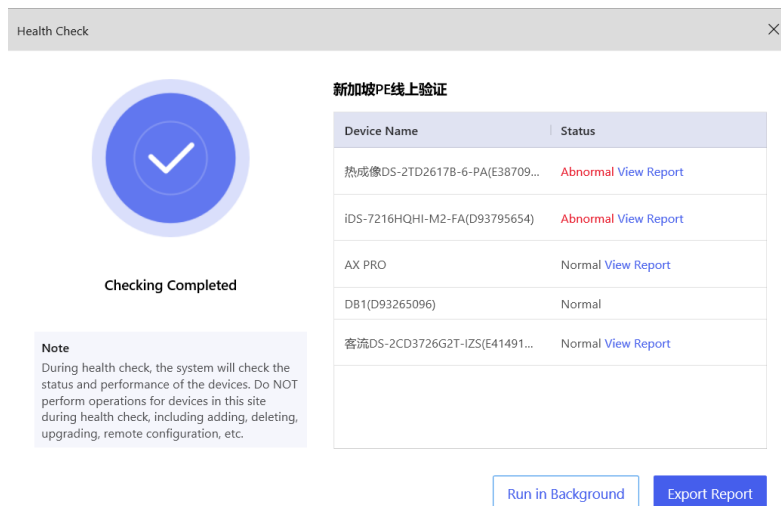 Health Check
新加坡PE线上验证
Device Name Status
热成像DS-2TD2617B-6-PA(E38709... Abnormal View Report
iDS-7216HQHI-M2-FA(D93795654) Abnormal View Report
AX PRO Normal View Report
DB1(D93265096) Normal
客流DS-2CD3726G2T-IZS(E41491... Normal View Report
Checking Completed
Note
During health check, the system will check the
status and performance of the devices. Do NOT
perform operations for devices in this site
during health check, including adding, deleting,
upgrading, remote configuration, etc.
Run in Background Export Report